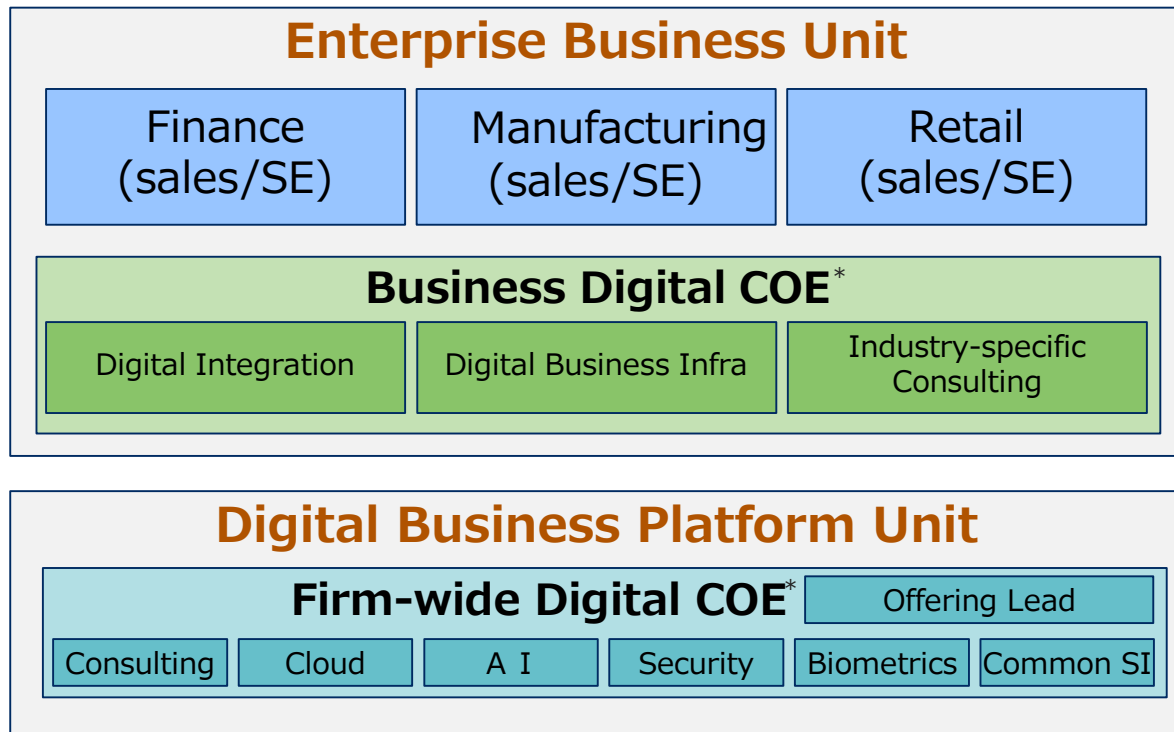 Enterprise Business Unit
Finance
(sales/SE)
Manufacturing
(sales/SE)
Retail
(sales/SE)
Business Digital COE*
Digital Integration
Digital Business Infra
Industry-specific
Consulting
Digital Business Platform Unit
Firm-wide Digital COE*
Offering Lead
Consulting
Cloud
A I
Security
Biometrics
Common SI